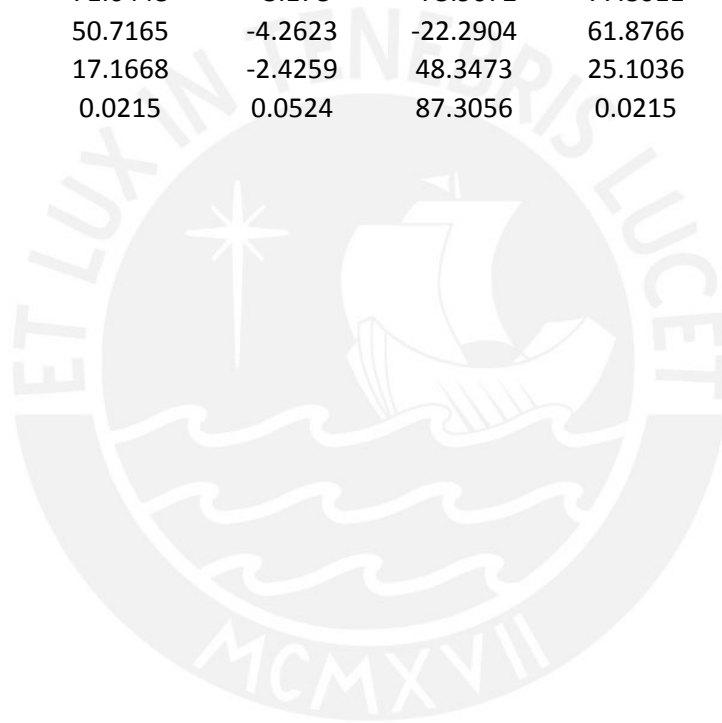 50.7165 -4.2623 -22.2904 61.8766
17.1668 -2.4259 48.3473 25.1036
0.0215 0.0524 87.3056 0.0215
ET LUX IN TENEBRIS LUCET
MCMXVII